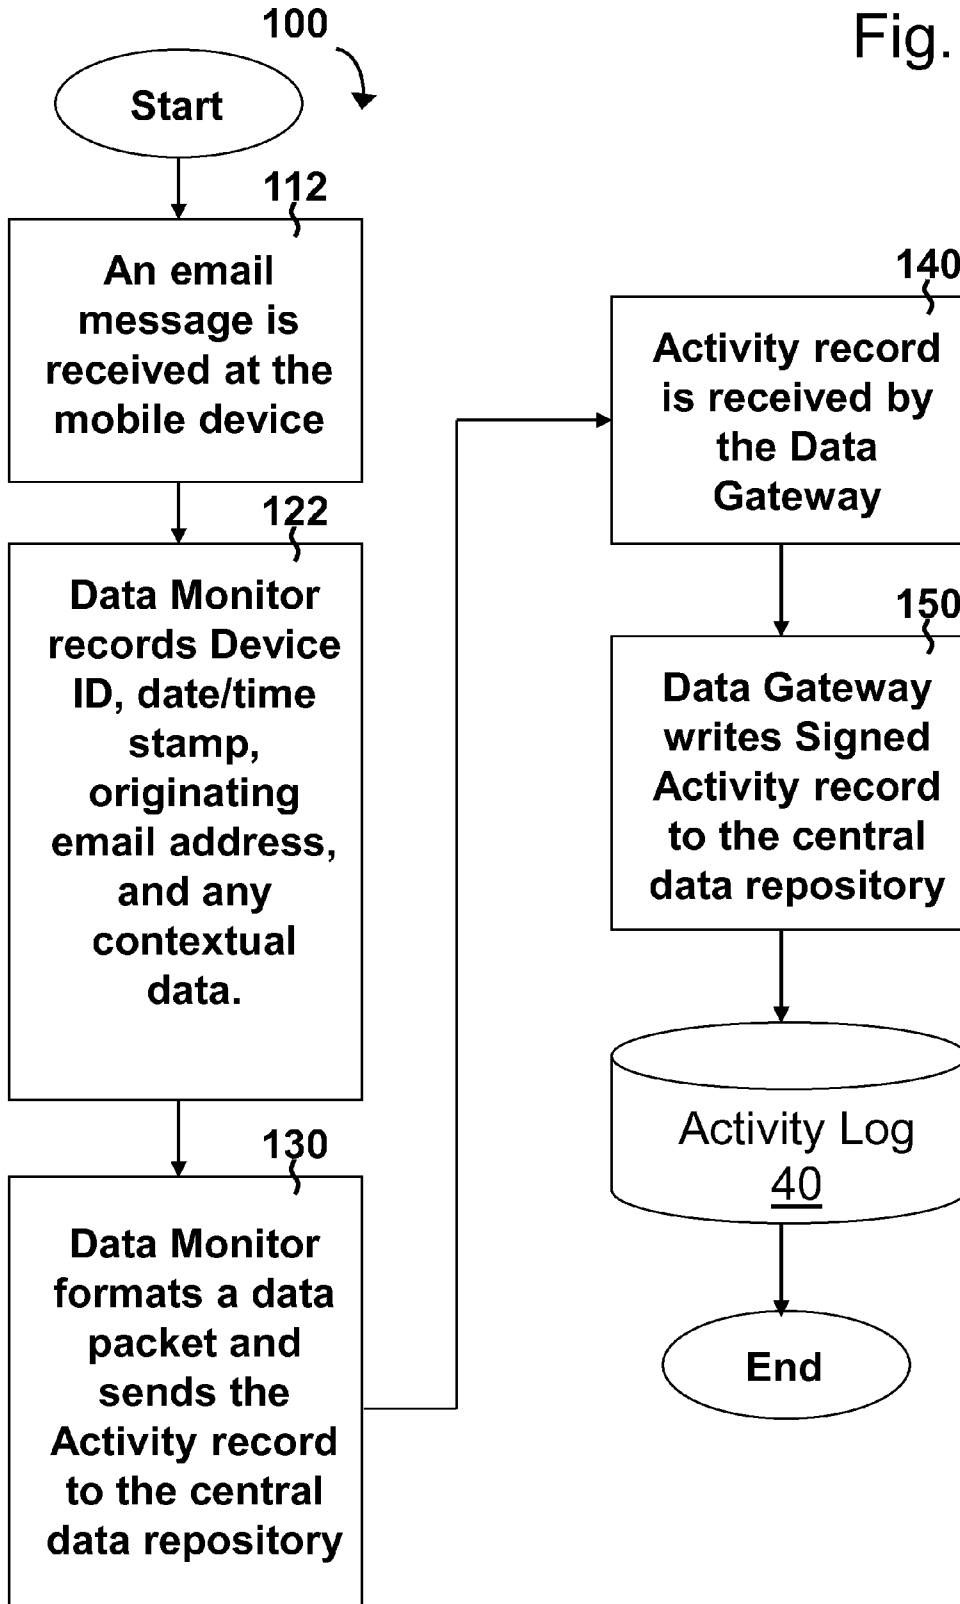 100
Fig.
Start
112
An email
message is
received at the
mobile device
122
Data Monitor
records Device
ID, date/time
stamp,
originating
email address,
and any
contextual
data.
130
Data Monitor
formats a data
packet and
sends the
Activity record
to the central
data repository
140
Activity record
is received by
the Data
Gateway
150
Data Gateway
writes Signed
Activity record
to the central
data repository
Activity Log
40
End